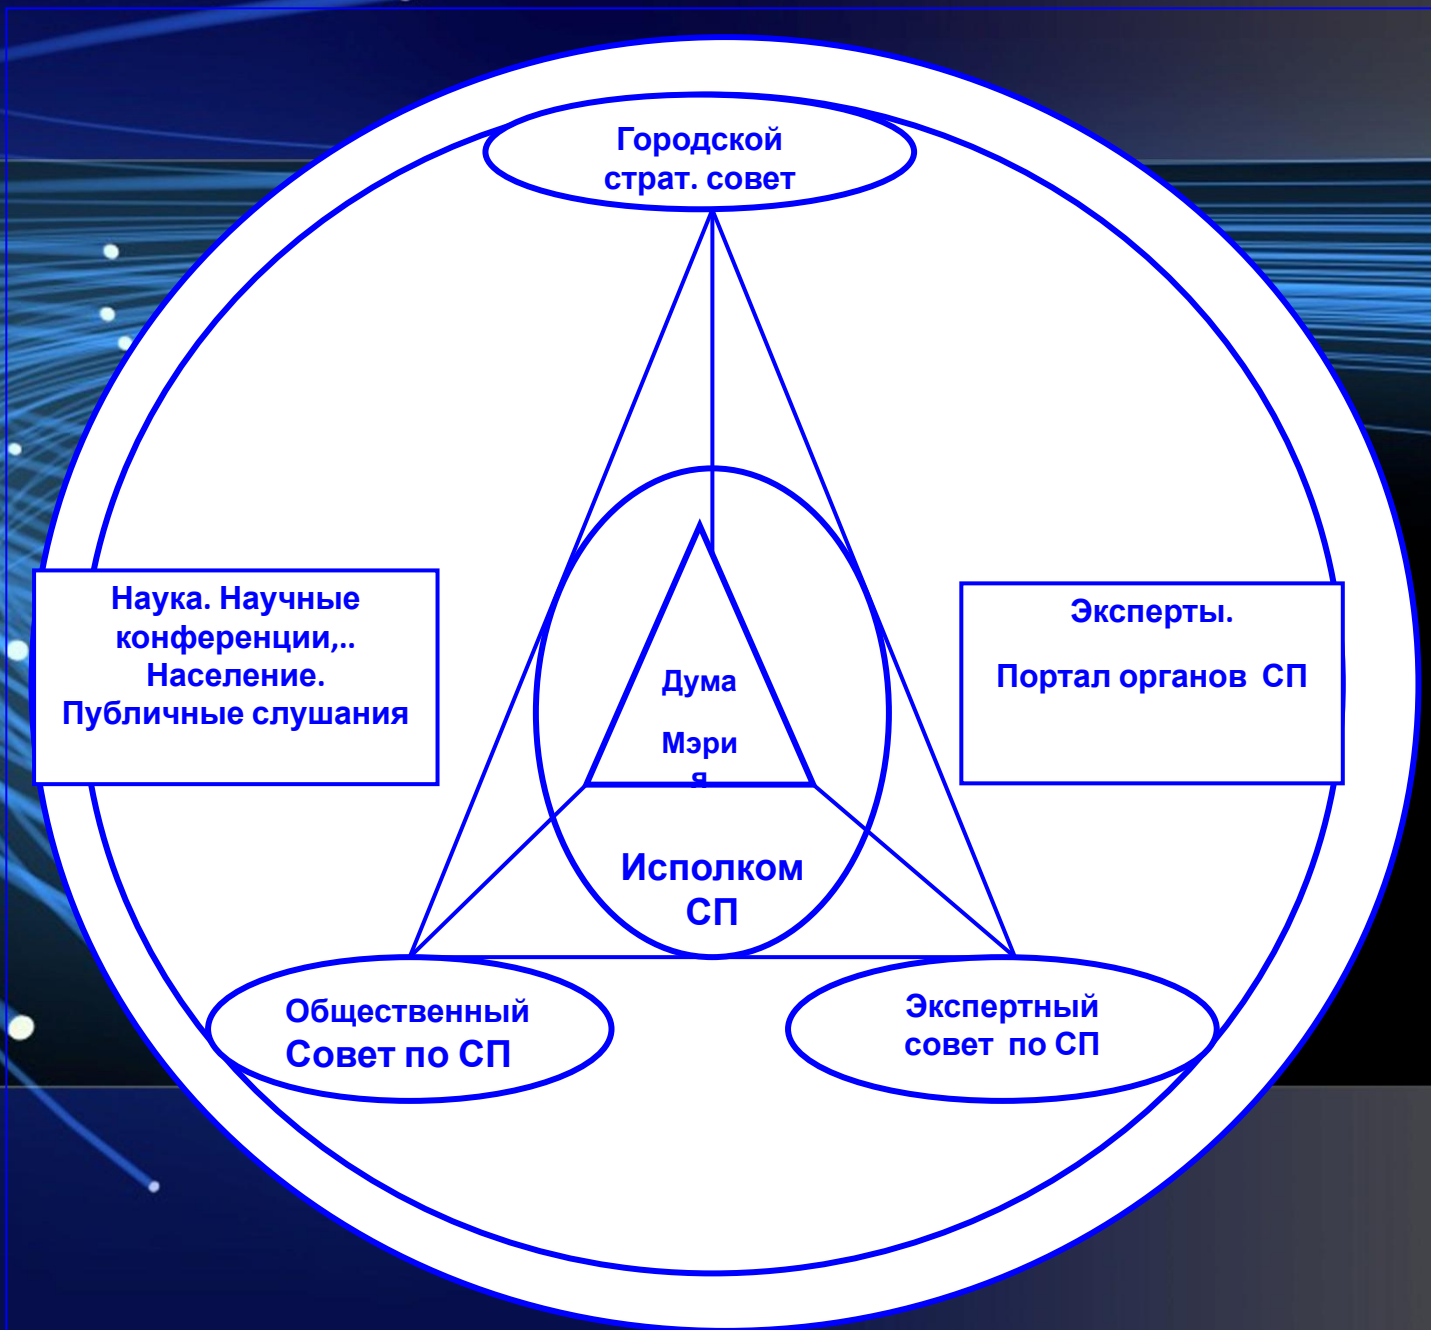 Городской
страт. совет
Наука. Научные
конференции,..
Население.
Публичные слушания
Эксперты.
Портал органов СП
Дума
Мэри
я
Исполком
СП
Общественный
Совет по СП
Экспертный
совет по СП